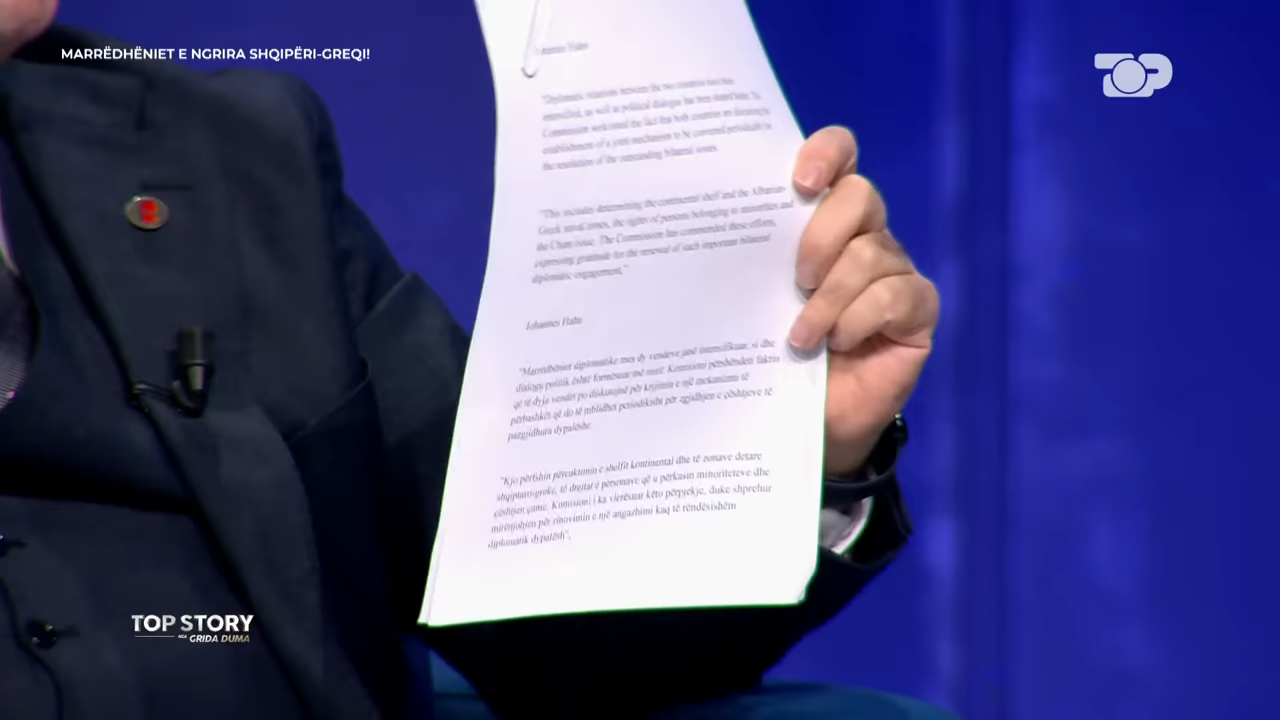 MARRËDHËNIET E NGRIRA SHQIPËRI-GREQI!
TOP
Johannes Hahn
"Diplomatic relations between the two countries have been
intensified, as well as political dialogue has been
Commission welcomed the fact that both countries are discussing the
establishment of a joint mechanism to be convened periodically for
the resolution of the outstanding bilateral issues.
"This includes determining the continental shelf and the Albanian-
Greek naval zones, the rights of persons belonging to minorities and
the Cham issue. The Commission has commended these efforts,
expressing gratitude for the renewal of such important bilateral
diplomatic engagement."
Johannes Hahn
"Marrëdhëniet diplomatike mes dy vendeve janë intensifikuar, si dhe
dialogu politik është formësuar më mirë. Komisioni përshëndeti faktin
që të dyja vendet po diskutojnë për krijimin e një mekanizmi të
përbashkët që do të mblidhet periodikisht për zgjidhjen e çështjeve të
pazgjidhura dypalëshe.
"Kjo përfshin përcaktimin e shelfit kontinental dhe të zonave detare
shqiptaro-greke, të drejtat e personave që u përkasin minoriteteve dhe
çështjen çame. Komisioni i ka vlerësuar këto përpjekje, duke shprehur
mirënjohjen për rinovimin e një angazhimi kaq të rëndësishëm
diplomatik dypalësh".
TOP STORY
NGA GRIDA DUMA